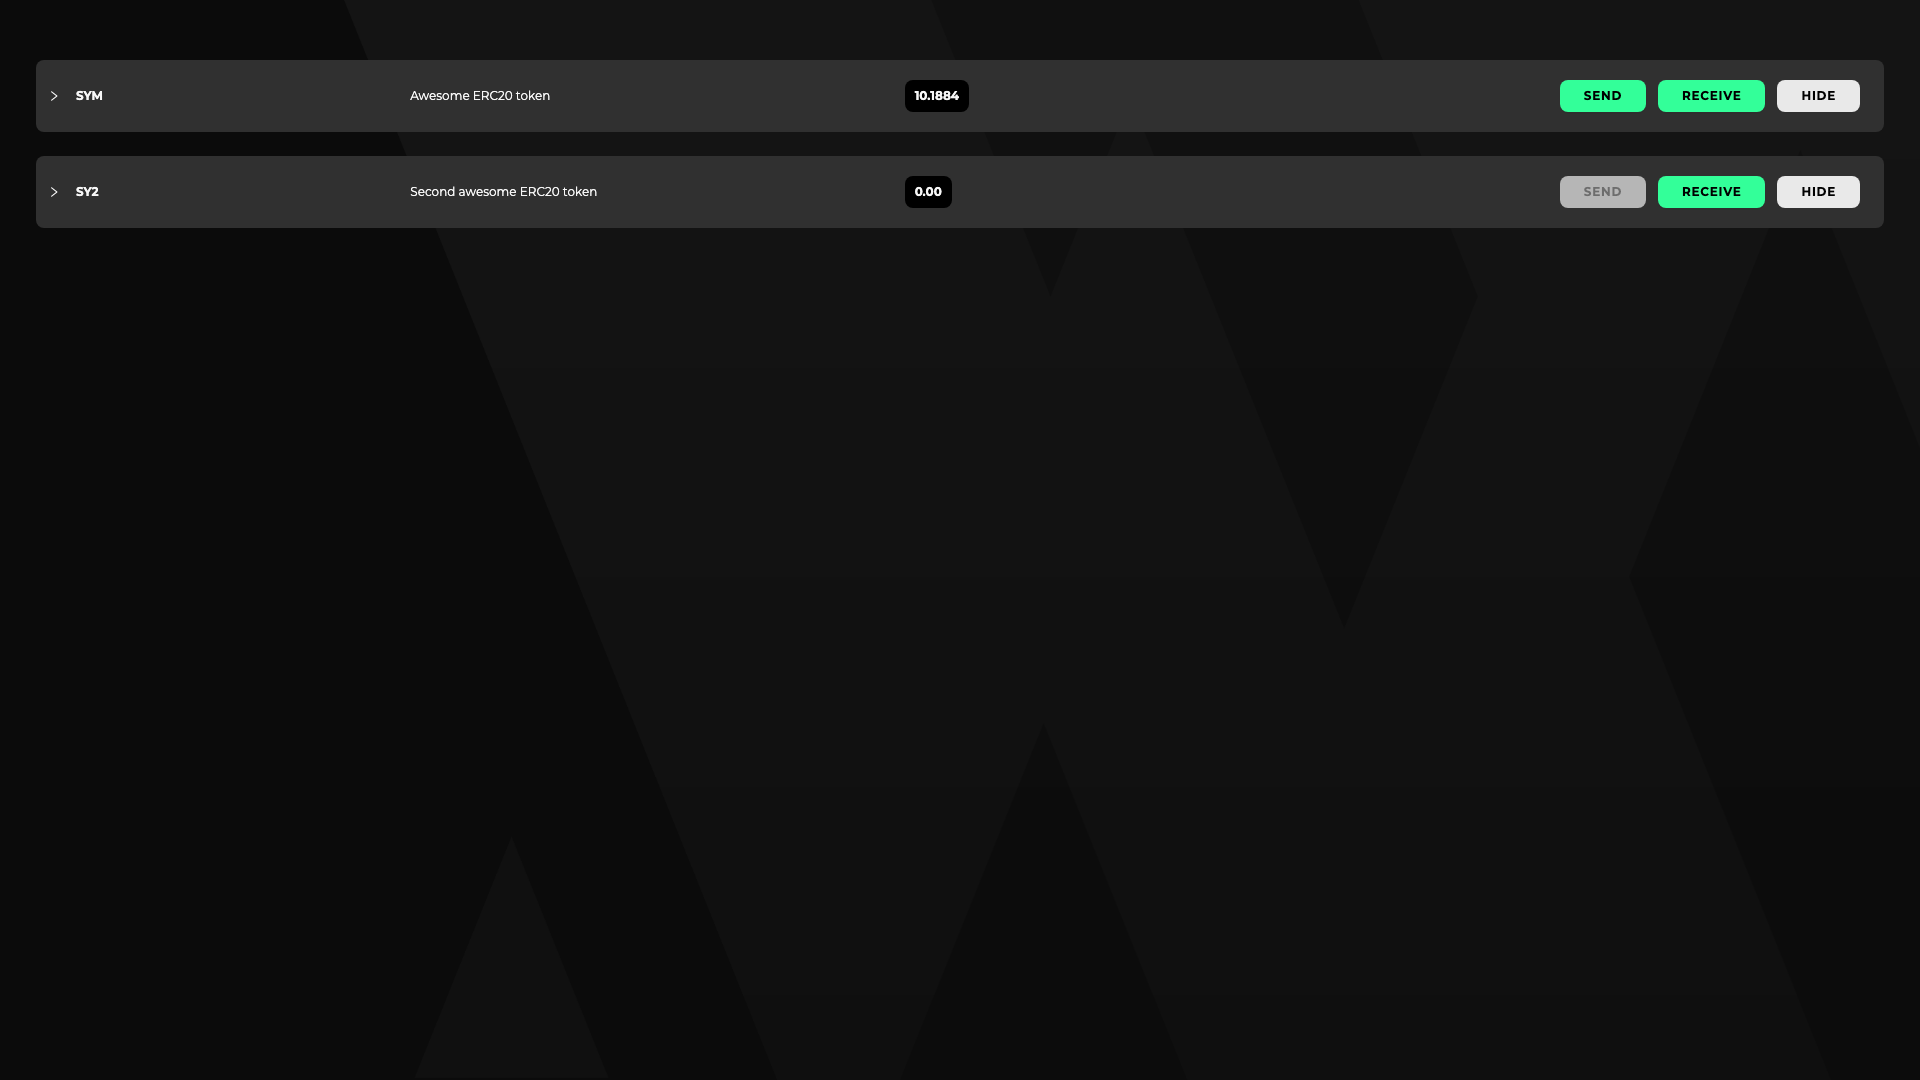 SYM Awesome ERC20 token 10.1884 SEND RECEIVE HIDE
SY2 Second awesome ERC20 token 0.00 SEND RECEIVE HIDE